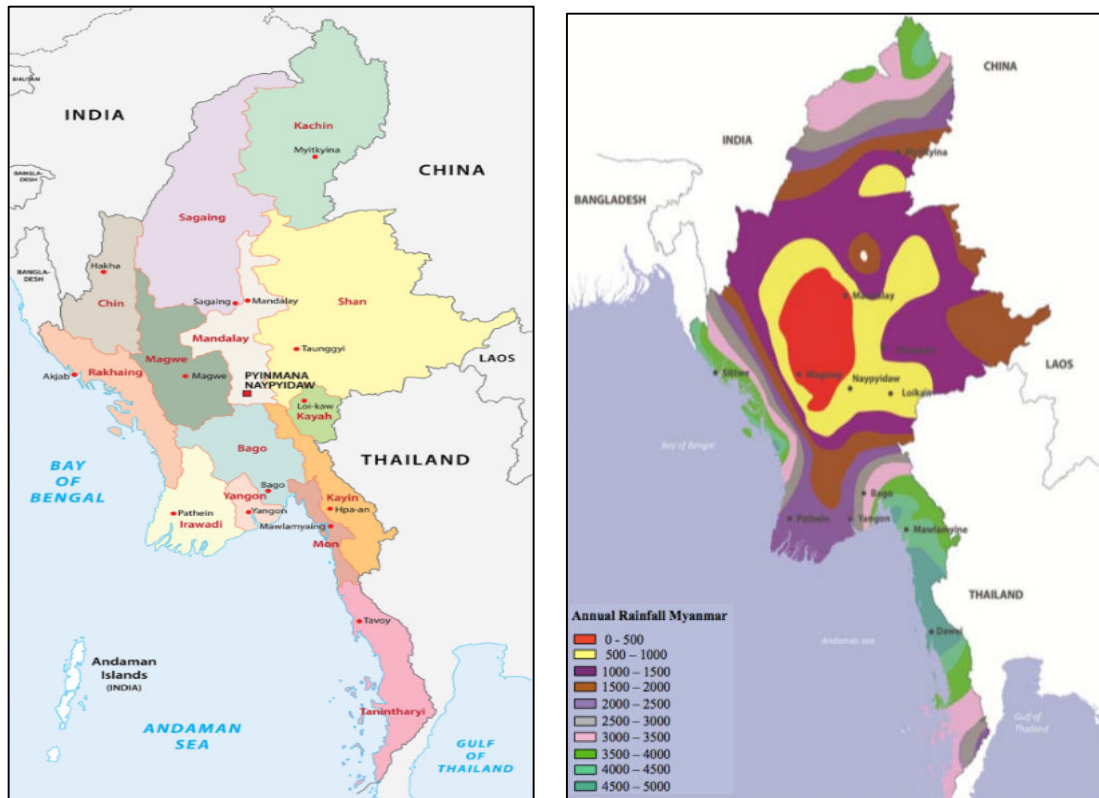 BHUTAN
INDIA
Kachin
Myitkyina
CHINA
BANGLA-
DESH
Sagaing
BANGLA-
DESH
Hakha
Chin
Sagaing
Mandalay
Shan
Mandalay
Taunggyi
LAOS
Magwe
Rakhaing
Akjab
Magwe
PYINMANA
NAYPYIDAW
Loi-kaw
Kayah
THAILAND
Bago
BAY
OF
BENGAL
Yangon
Bago
Kayin
Pathein
Irawadi
Yangon
Hpa-an
Mawlamyaing
Mon
Tavoy
Andaman
Islands
(INDIA)
Tanintharyi
ANDAMAN
SEA
GULF
OF
THAILAND
CHINA
INDIA
Myitkyina
BANGLADESH
Mandalay
LAOS
Sittwe
Magway
Naypyidaw
Loikaw
Bay of Bengal
Bago
Pathein
Yangon
Mawlamyine
THAILAND
Dawei
Andaman sea
Gulf of
Thailand
Annual Rainfall Myanmar
0 - 500
500 – 1000
1000 – 1500
1500 – 2000
2000 – 2500
2500 – 3000
3000 – 3500
3500 – 4000
4000 – 4500
4500 – 5000